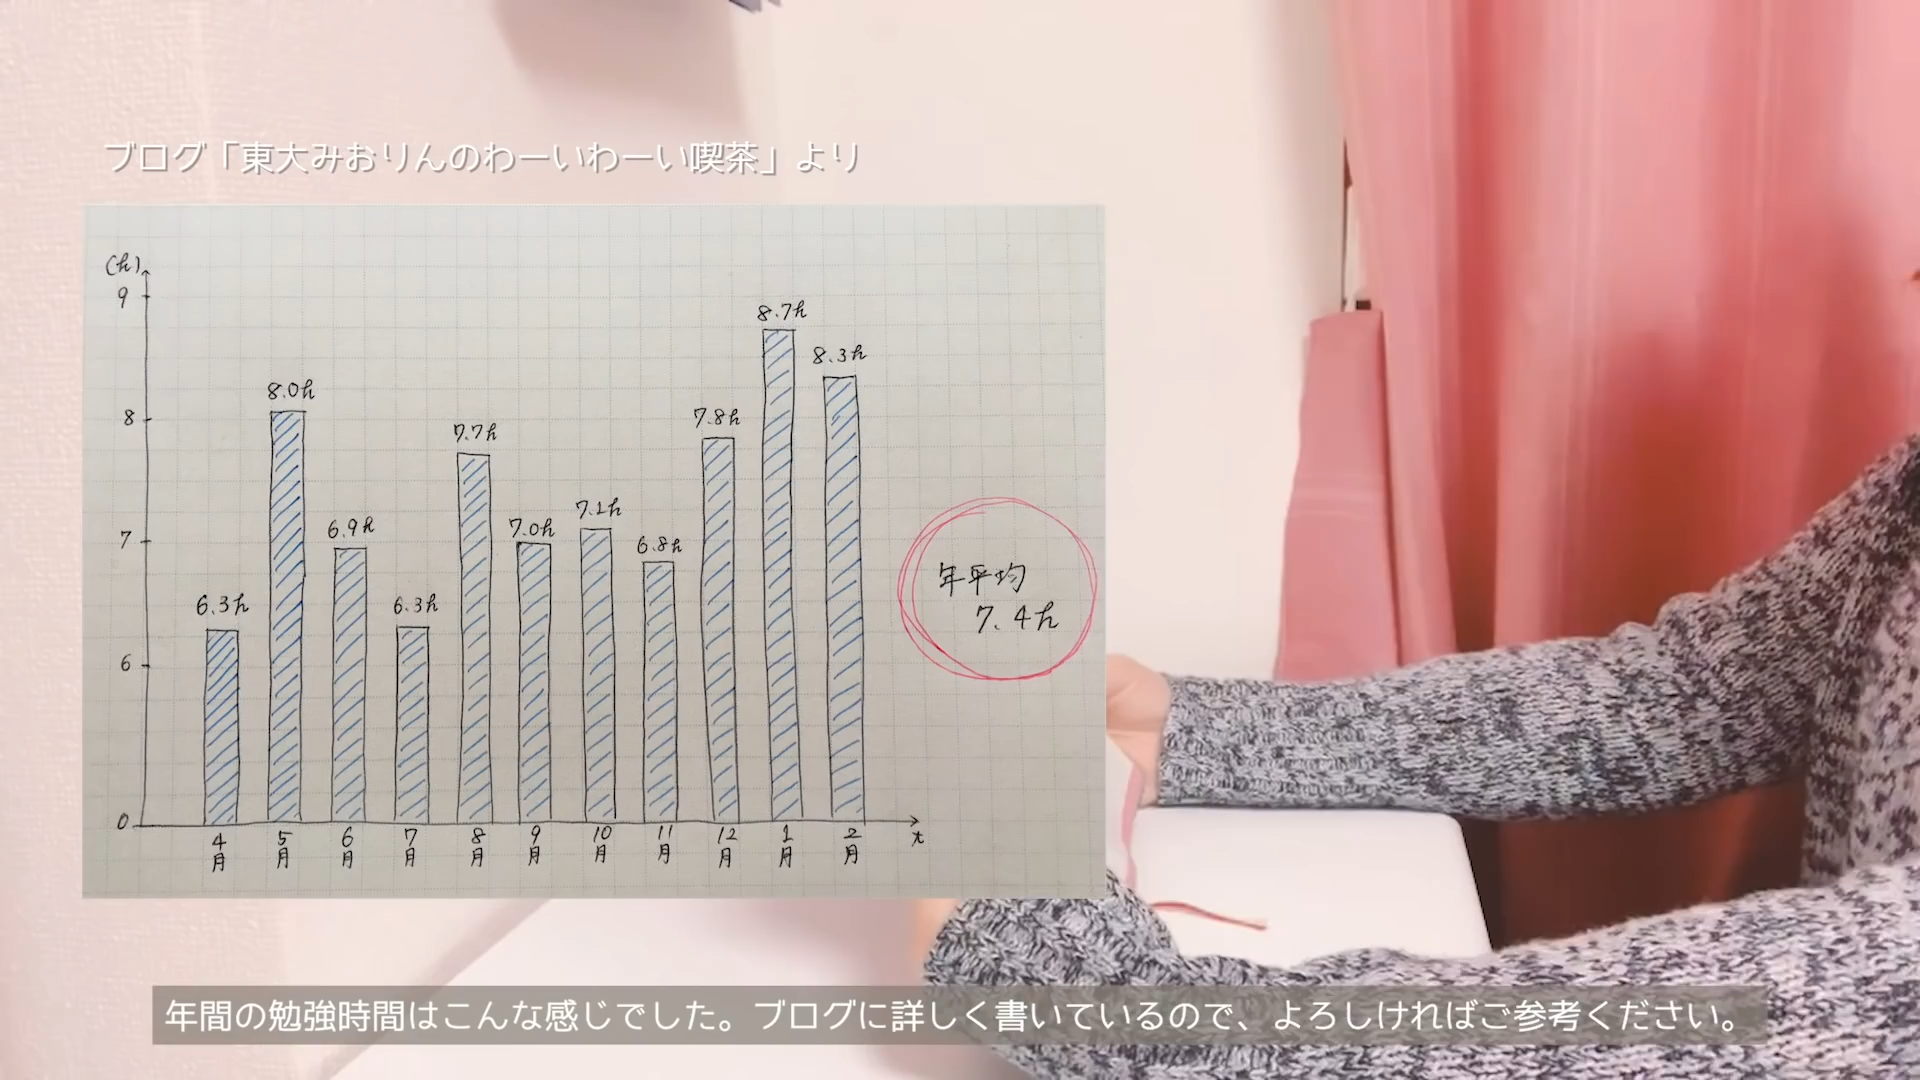 ブログ「東大みおりんのわーいわーい喫茶」より
(h)
9
8
7
6
0
6.3h
8.0h
6.9h
6.3h
7.7h
7.0h
7.1h
6.8h
7.8h
8.7h
8.3h
4月
5月
6月
7月
8月
9月
10月
11月
12月
1月
2月
t
年平均
7.4h
年間の勉強時間はこんな感じでした。ブログに詳しく書いているので、よろしければご参考ください。